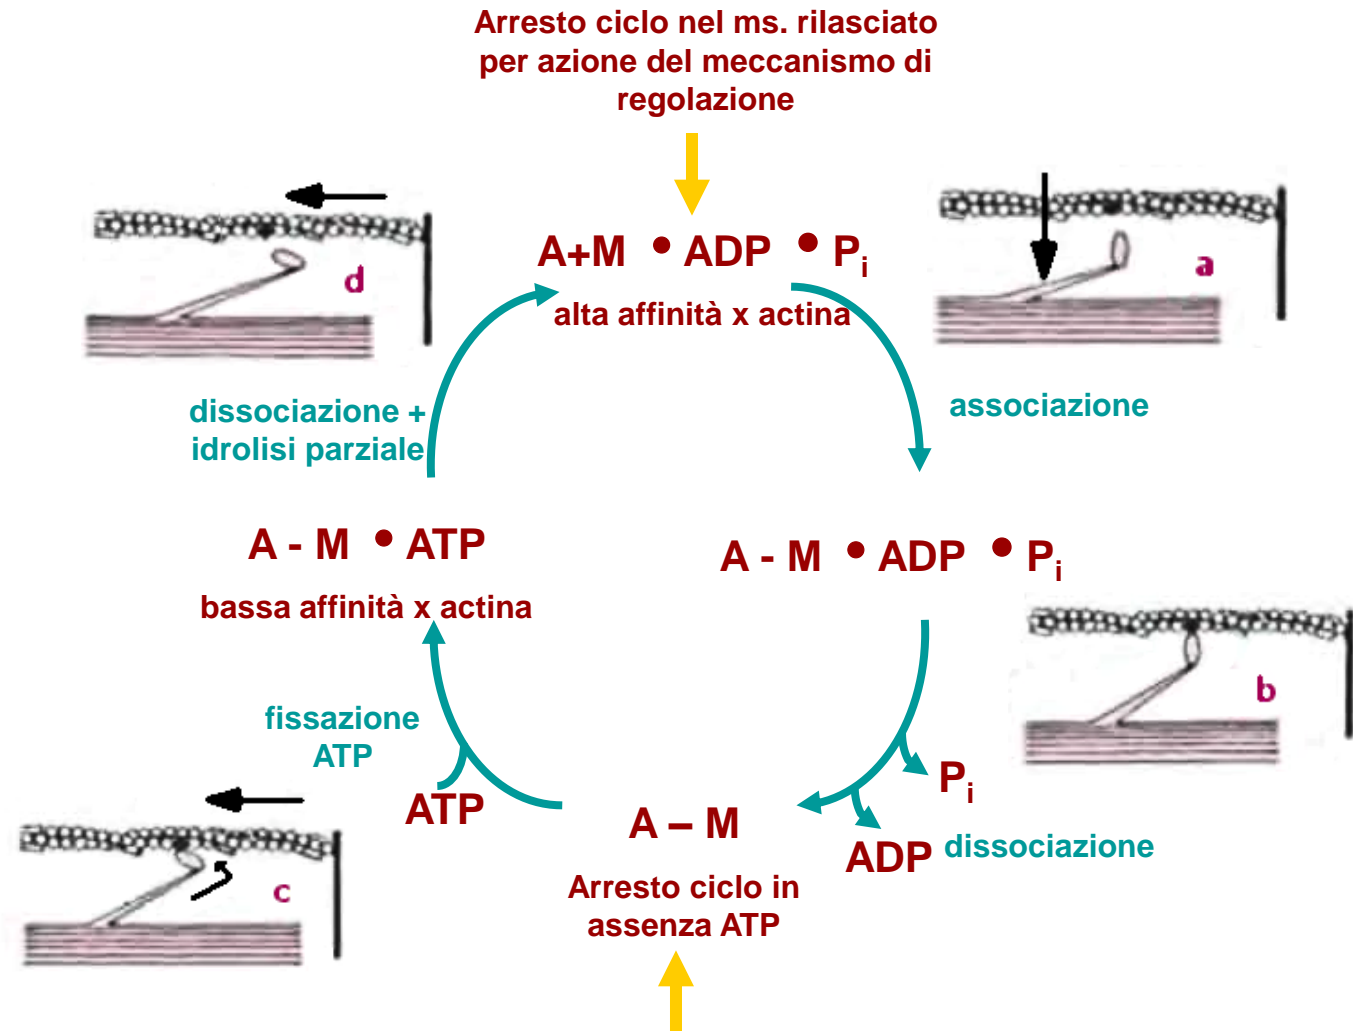 Arresto ciclo nel ms. rilasciato
per azione del meccanismo di
regolazione
d
A+M • ADP • Pi
a
alta affinità x actina
dissociazione +
idrolisi parziale
associazione
A - M • ATP
bassa affinità x actina
A - M • ADP • Pi
b
fissazione
ATP
ATP
Pi
A – M
ADP dissociazione
c
Arresto ciclo in
assenza ATP